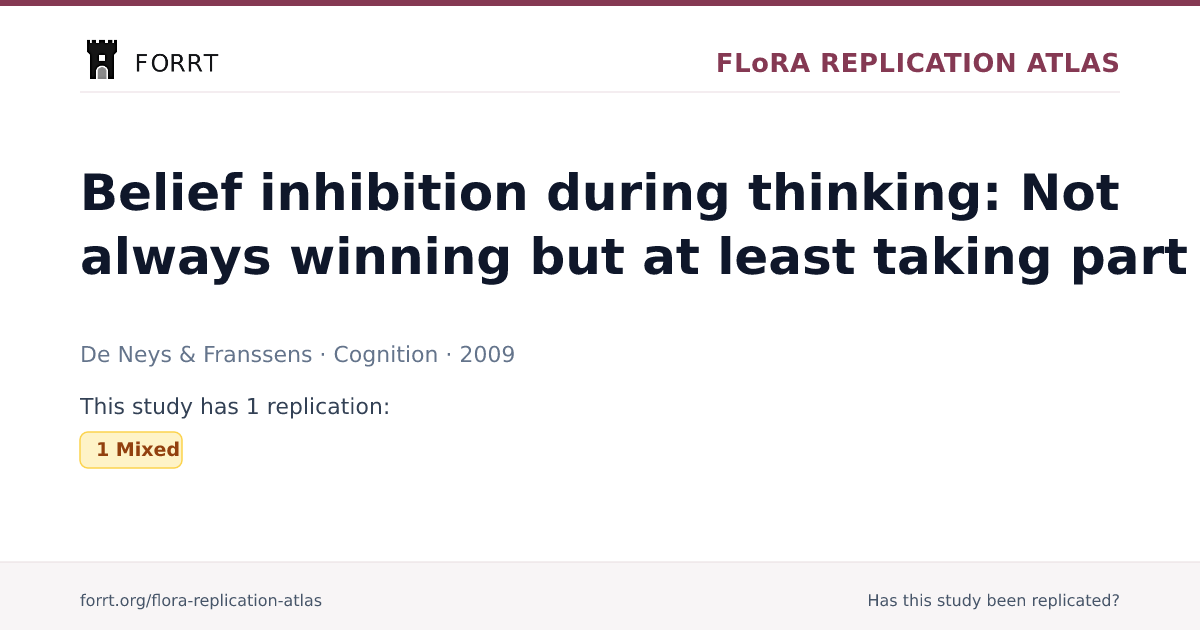 FORRT
FLoRA REPLICATION ATLAS
Belief inhibition during thinking: Not
always winning but at least taking part
De Neys & Franssens · Cognition · 2009
This study has 1 replication:
1 Mixed
forrt.org/flora-replication-atlas
Has this study been replicated?